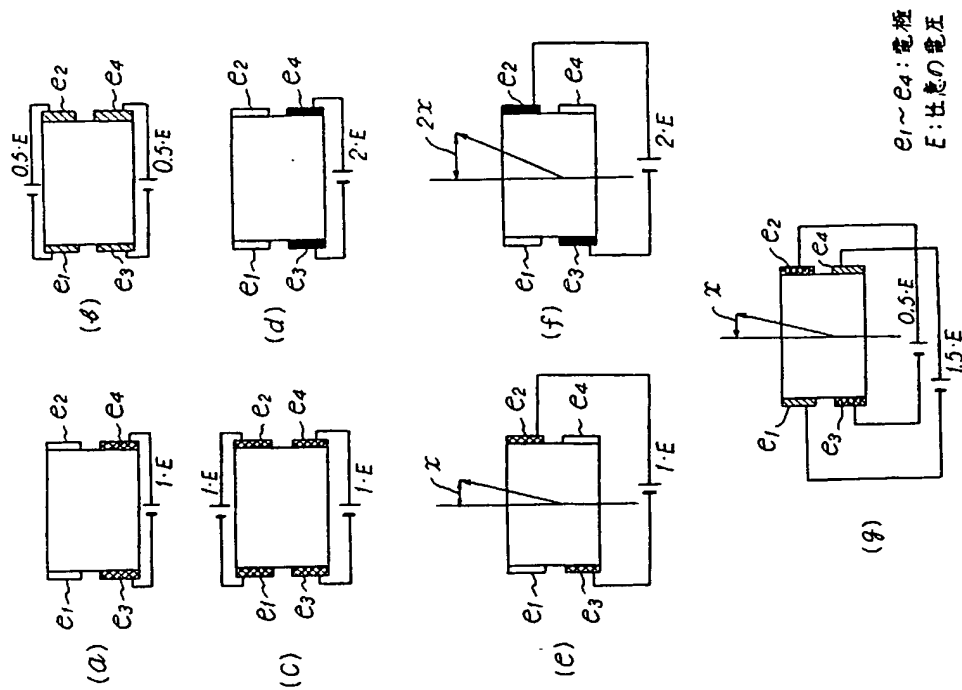 (a)
e1
e2
e3
e4
1·E
(b)
0.5·E
e1
e2
e3
e4
0.5·E
(c)
1·E
e1
e2
e3
e4
1·E
(d)
e1
e2
e3
e4
2·E
(e)
x
e1
e2
e3
e4
1·E
(f)
2x
e1
e2
e3
e4
2·E
(g)
x
e1
e2
e3
e4
0.5·E
1.5·E
e1~e4:電極
E:任意の電圧